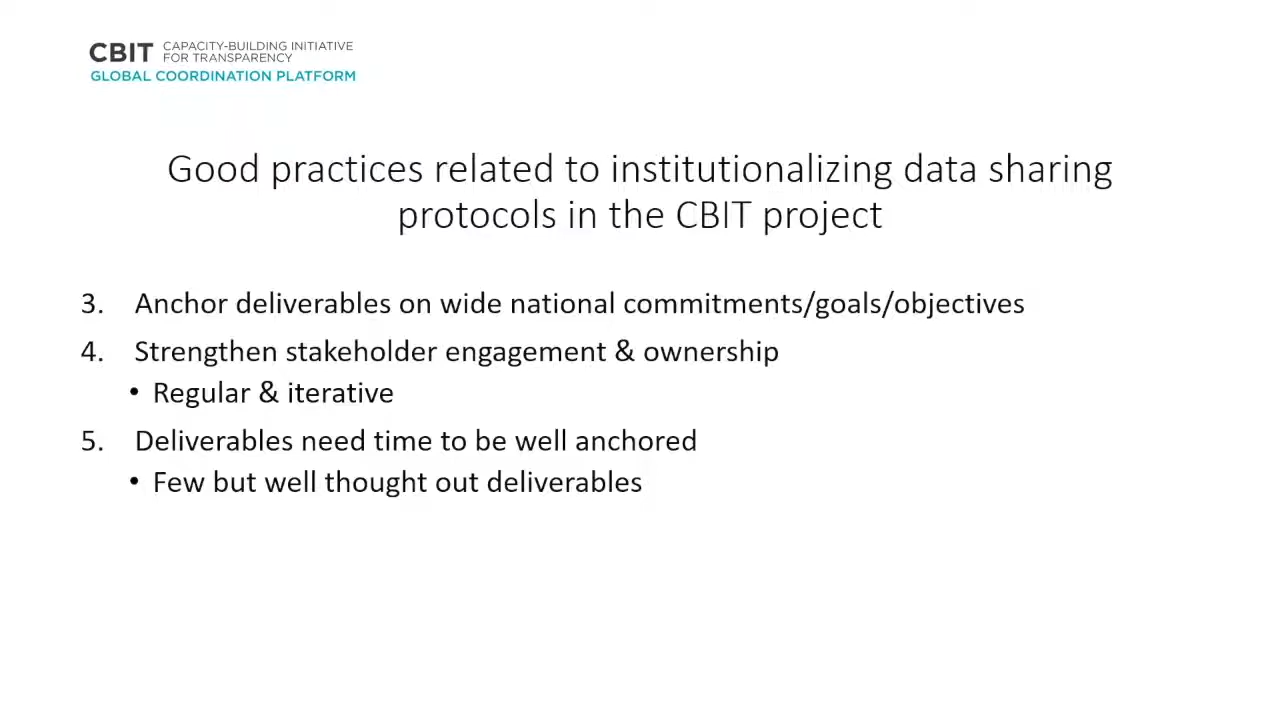 CBIT CAPACITY-BUILDING INITIATIVE
FOR TRANSPARENCY
GLOBAL COORDINATION PLATFORM
Good practices related to institutionalizing data sharing
protocols in the CBIT project
3. Anchor deliverables on wide national commitments/goals/objectives
4. Strengthen stakeholder engagement & ownership
• Regular & iterative
5. Deliverables need time to be well anchored
• Few but well thought out deliverables